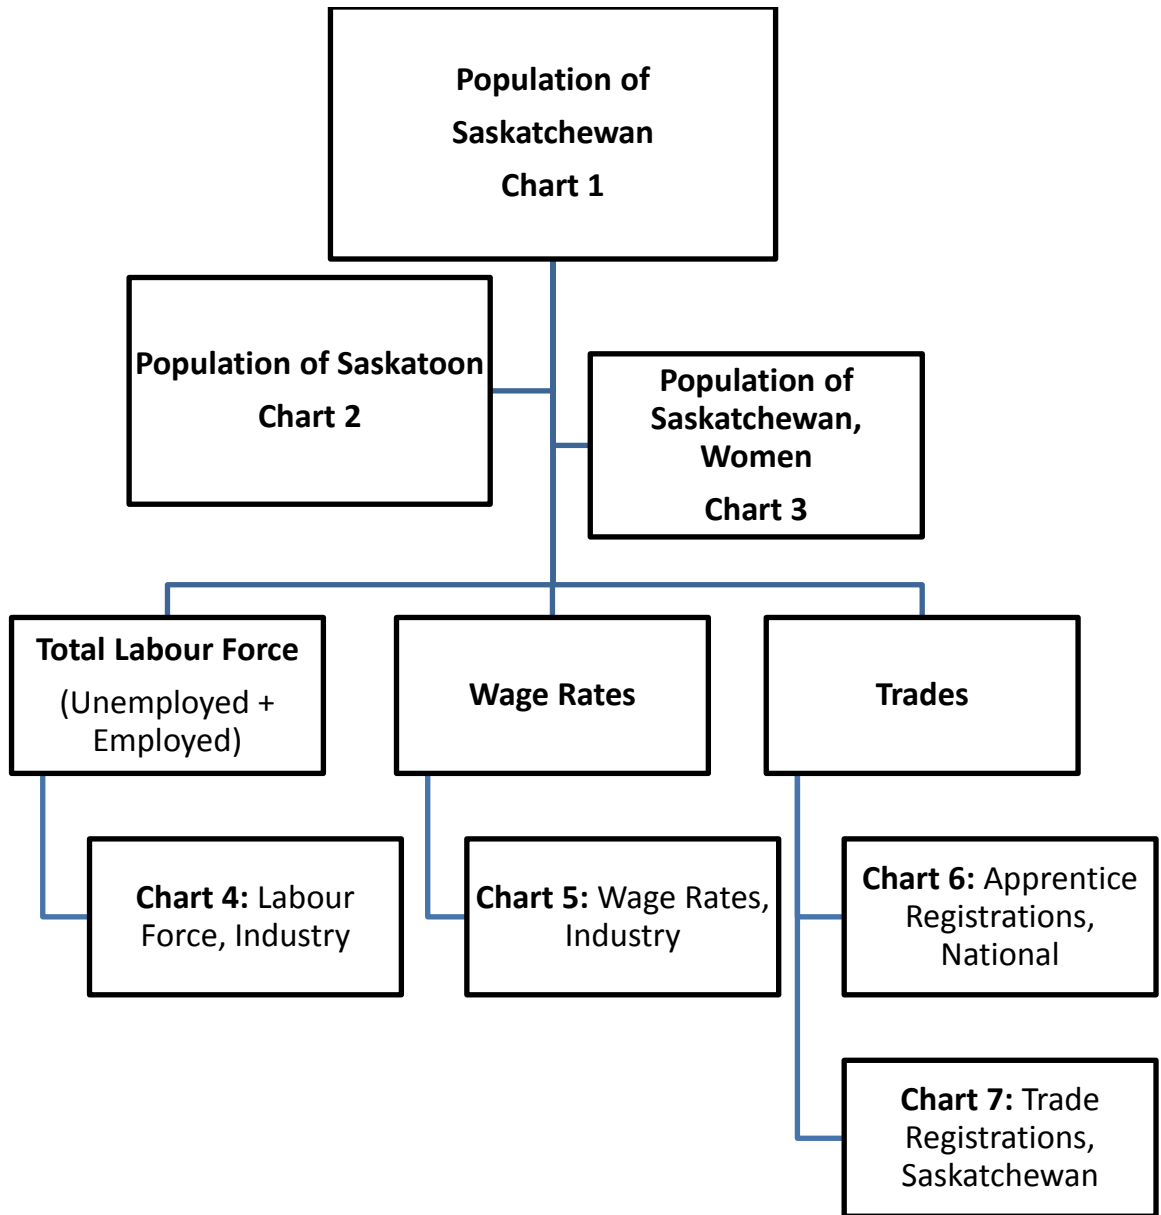 Population of
Saskatchewan
Chart 1
Population of Saskatoon
Chart 2
Population of
Saskatchewan,
Women
Chart 3
Total Labour Force
(Unemployed +
Employed)
Wage Rates
Trades
Chart 4: Labour
Force, Industry
Chart 5: Wage Rates,
Industry
Chart 6: Apprentice
Registrations,
National
Chart 7: Trade
Registrations,
Saskatchewan